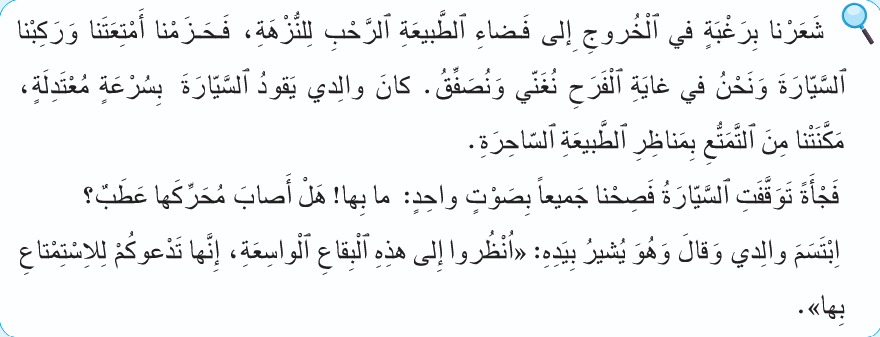 شَعَرْنا بِرَغْبَةٍ في ٱلْخُروجِ إِلى فَضاءِ ٱلطَّبيعَةِ ٱلرَّحْبِ لِلنُّزْهَةِ، فَحَزَمْنا أَمْتِعَتَنا وَرَكِبْنا
ٱلسَّيّارَةَ وَنَحْنُ في غايَةِ ٱلْفَرَحِ نُغَنّي وَنُصَفِّقُ. كانَ والِدي يَقودُ ٱلسَّيّارَةَ بِسُرْعَةٍ مُعْتَدِلَةٍ،
مَكَّنَتْنا مِنَ ٱلتَّمَتُّعِ بِمَناظِرِ ٱلطَّبيعَةِ ٱلسّاحِرَةِ.
فَجْأَةً تَوَقَّفَتِ ٱلسَّيّارَةُ فَصِحْنا جَميعاً بِصَوْتٍ واحِدٍ: ما بِها! هَلْ أَصابَ مُحَرِّكَها عَطَبٌ؟
اِبْتَسَمَ والِدي وَقالَ وَهُوَ يُشيرُ بِيَدِهِ: «اُنْظُروا إِلى هذِهِ ٱلْبِقاعِ ٱلْواسِعَةِ، إِنَّها تَدْعوكُمْ لِلاِسْتِمْتاعِ
بِها».